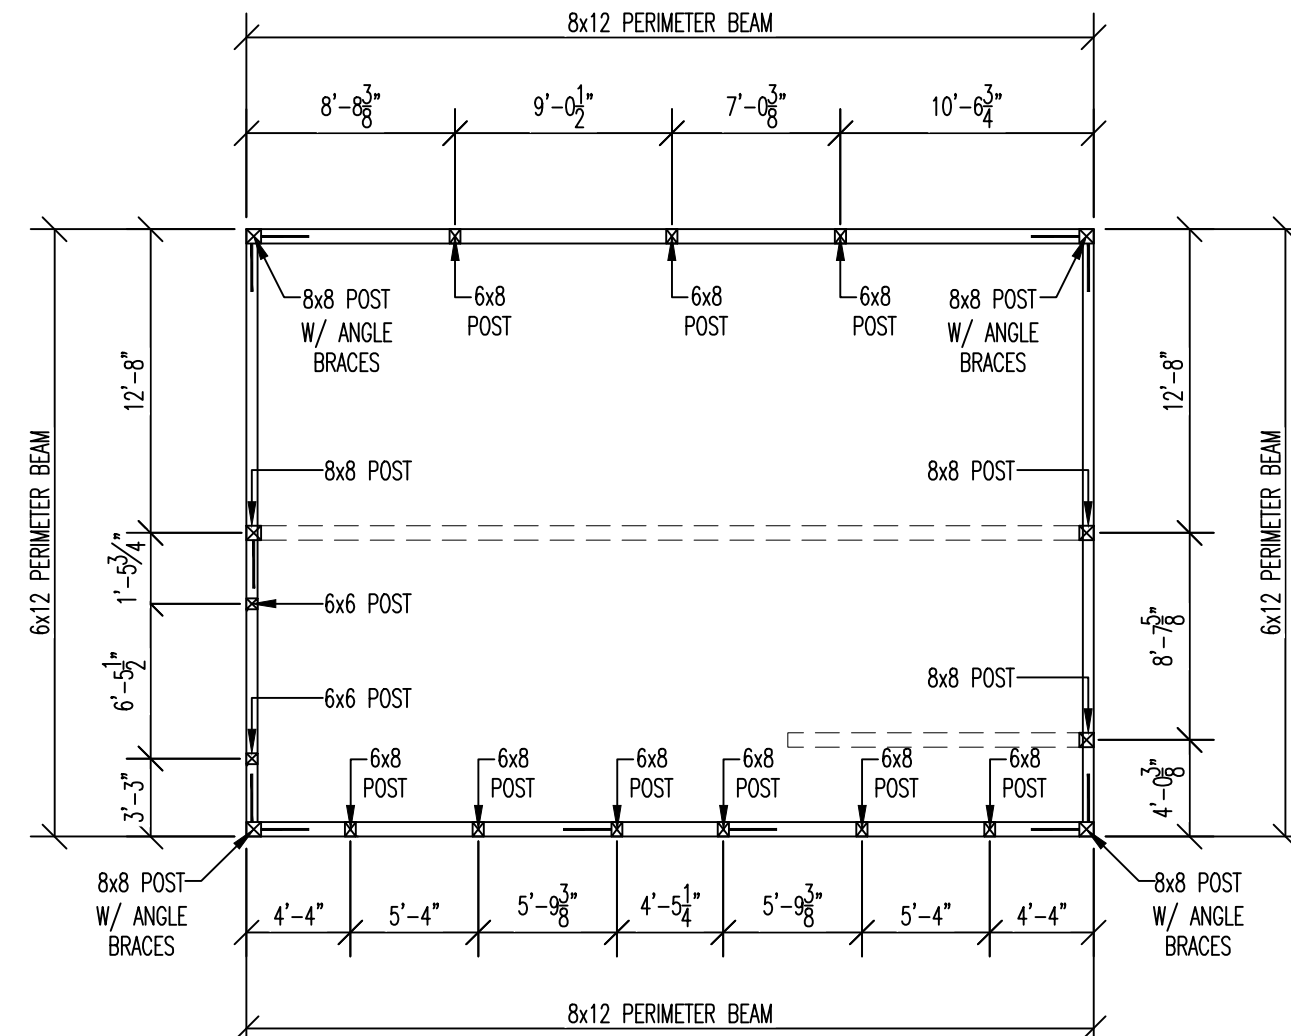 8x12 PERIMETER BEAM
8'-8 3/8"
9'-0 1/2"
7'-0 3/8"
10'-6 3/4"
8x8 POST
W/ ANGLE
BRACES
6x8
POST
6x8
POST
6x8
POST
8x8 POST
W/ ANGLE
BRACES
12'-8"
12'-8"
6x12 PERIMETER BEAM
6x12 PERIMETER BEAM
8x8 POST
8x8 POST
1'-5 3/4"
6x6 POST
8'-7 5/8"
6'-5 1/2"
6x6 POST
8x8 POST
3'-3"
4'-0 3/8"
6x8
POST
6x8
POST
6x8
POST
6x8
POST
6x8
POST
6x8
POST
8x8 POST
W/ ANGLE
BRACES
8x8 POST
W/ ANGLE
BRACES
4'-4"
5'-4"
5'-9 3/8"
4'-5 1/4"
5'-9 3/8"
5'-4"
4'-4"
8x12 PERIMETER BEAM